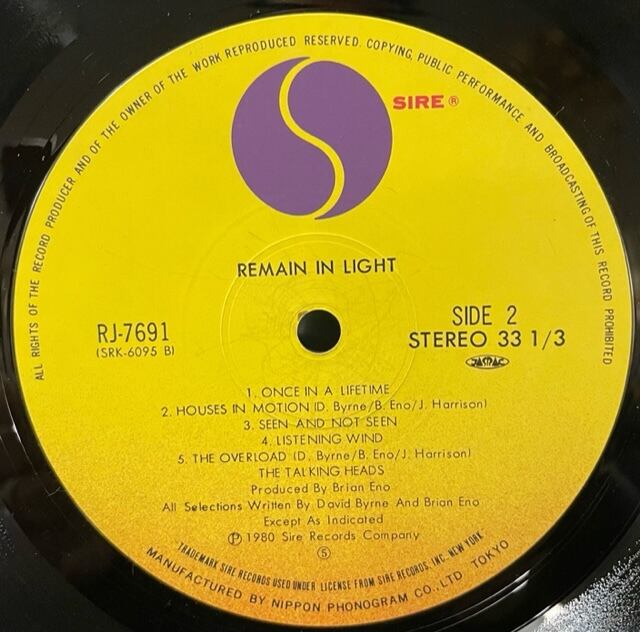 ALL RIGHTS OF THE RECORD PRODUCER AND OF THE OWNER OF THE WORK REPRODUCED RESERVED. COPYING, PUBLIC PERFORMANCE AND BROADCASTING OF THIS RECORD PROHIBITED
SIRE ®
REMAIN IN LIGHT
RJ-7691
(SRK-6095 B)
SIDE 2
STEREO 33 1/3
JASRAC
1. ONCE IN A LIFETIME
2. HOUSES IN MOTION (D. Byrne/B. Eno/J. Harrison)
3. SEEN AND NOT SEEN
4. LISTENING WIND
5. THE OVERLOAD (D. Byrne/B. Eno/J. Harrison)
THE TALKING HEADS
Produced By Brian Eno
All Selections Written By David Byrne And Brian Eno
Except As Indicated
Ⓟ 1980 Sire Records Company
⑤
"TRADEMARK SIRE RECORDS USED UNDER LICENSE FROM SIRE RECORDS, INC. NEW YORK"
MANUFACTURED BY NIPPON PHONOGRAM CO., LTD TOKYO